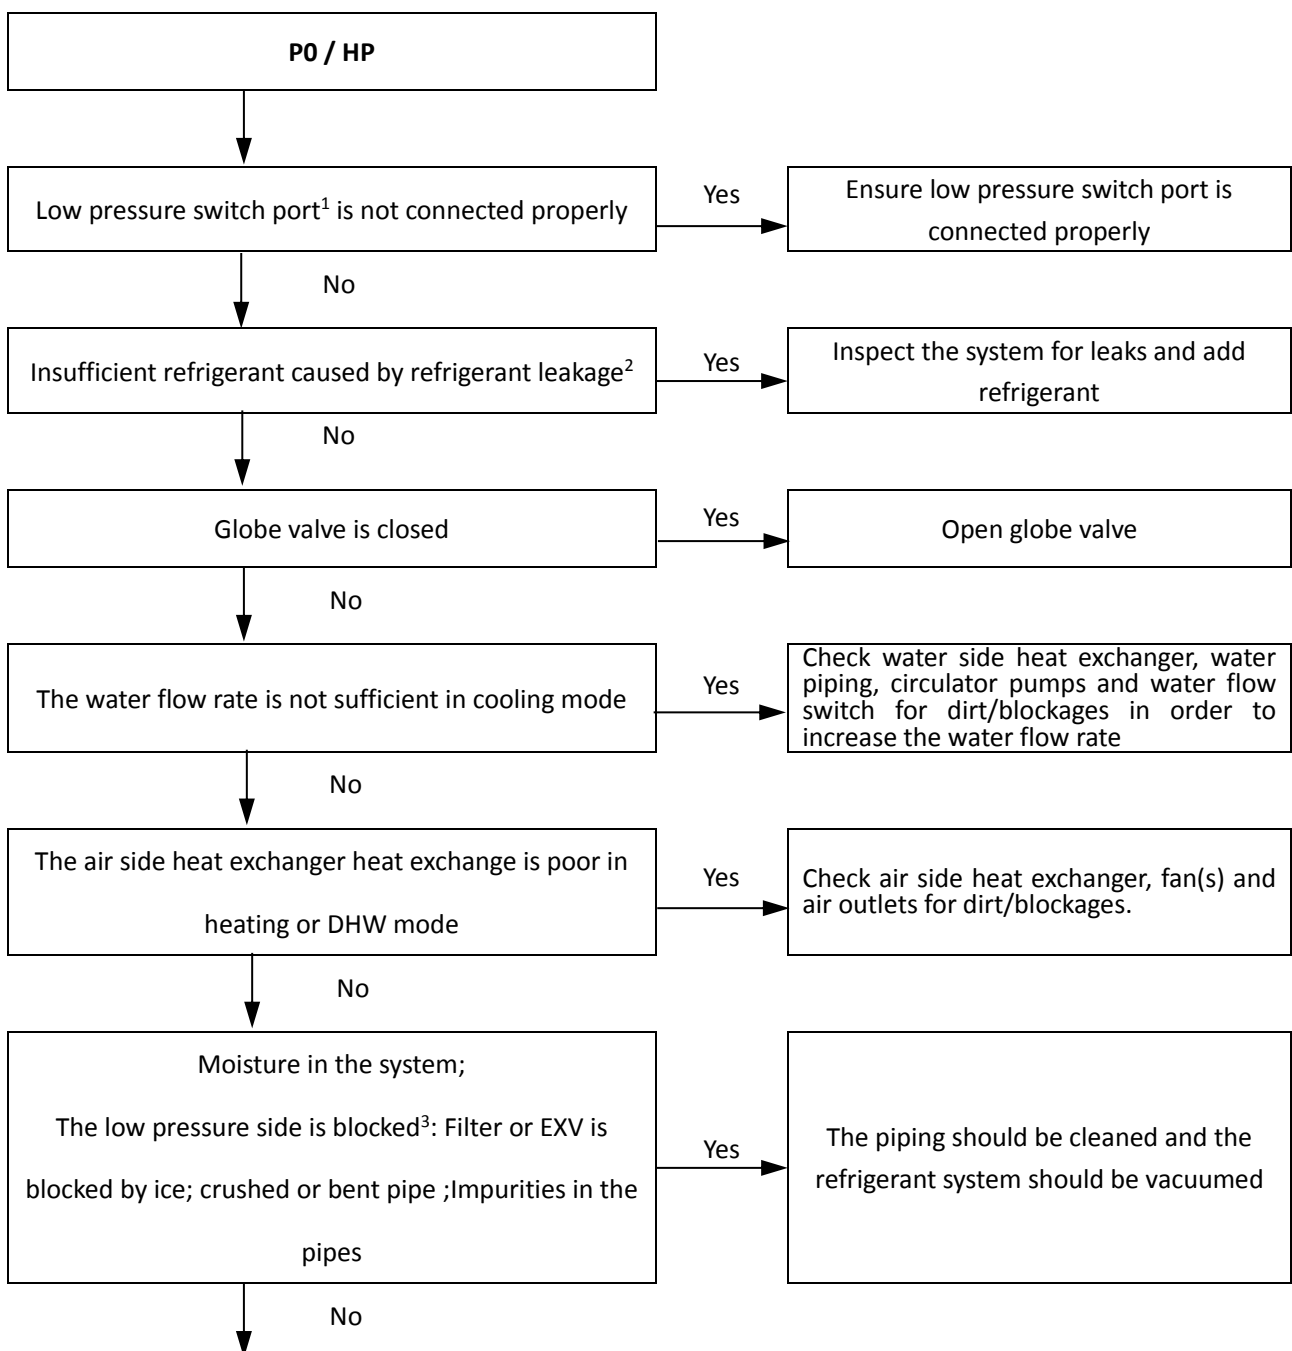 P0 / HP
Low pressure switch port¹ is not connected properly
Yes
Ensure low pressure switch port is
connected properly
No
Insufficient refrigerant caused by refrigerant leakage²
Yes
Inspect the system for leaks and add
refrigerant
No
Globe valve is closed
Yes
Open globe valve
No
The water flow rate is not sufficient in cooling mode
Yes
Check water side heat exchanger, water
piping, circulator pumps and water flow
switch for dirt/blockages in order to
increase the water flow rate
No
The air side heat exchanger heat exchange is poor in
heating or DHW mode
Yes
Check air side heat exchanger, fan(s) and
air outlets for dirt/blockages.
No
Moisture in the system;
The low pressure side is blocked³: Filter or EXV is
blocked by ice; crushed or bent pipe ;Impurities in the
pipes
Yes
The piping should be cleaned and the
refrigerant system should be vacuumed
No